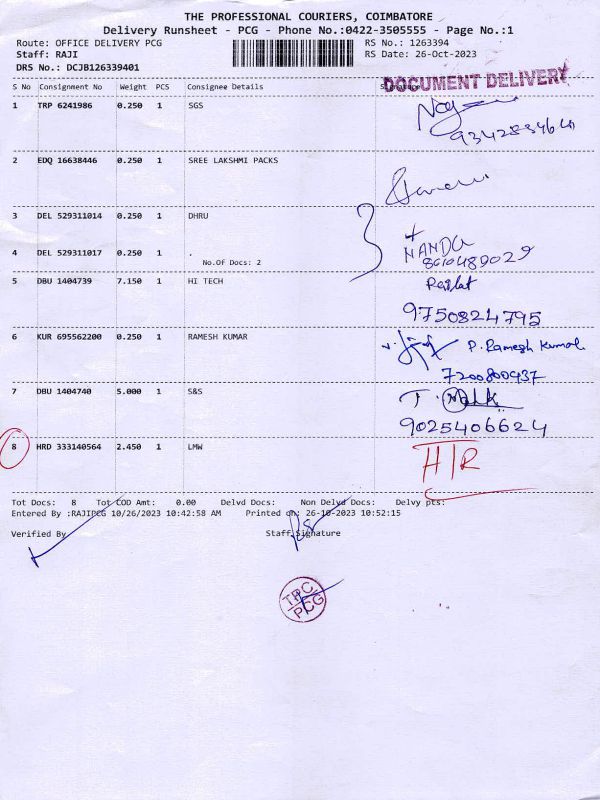 THE PROFESSIONAL COURIERS, COIMBATORE
Delivery Runsheet - PCG - Phone No.:0422-3505555 - Page No.:1
Route: OFFICE DELIVERY PCG RS No.: 1263394
Staff: RAJI RS Date: 26-Oct-2023
DRS No.: DCJB126339401
DOCUMENT DELIVERY
S No Consignment No Weight PCS Consignee Details
1 TRP 6241986 0.250 1 SGS
2 EDQ 16638446 0.250 1 SREE LAKSHMI PACKS
3 DEL 529311014 0.250 1 DHRU
NANDA
4 DEL 529311017 0.250 1 .
No.Of Docs: 2 8610489029
5 DBU 1404739 7.150 1 HI TECH
9750824795
6 KUR 695562200 0.250 1 RAMESH KUMAR P. Ramesh Kumar
7200800937
7 DBU 1404740 5.000 1 S&S
9025406624
8 HRD 333140564 2.450 1 LMW HTR
Tot Docs: 8 Tot COD Amt: 0.00 Delvd Docs: Non Delvd Docs: Delvy pts:
Entered By :RAJIPCG 10/26/2023 10:42:58 AM Printed On: 26-10-2023 10:52:15
Verified By Staff Signature
TPC
PCG